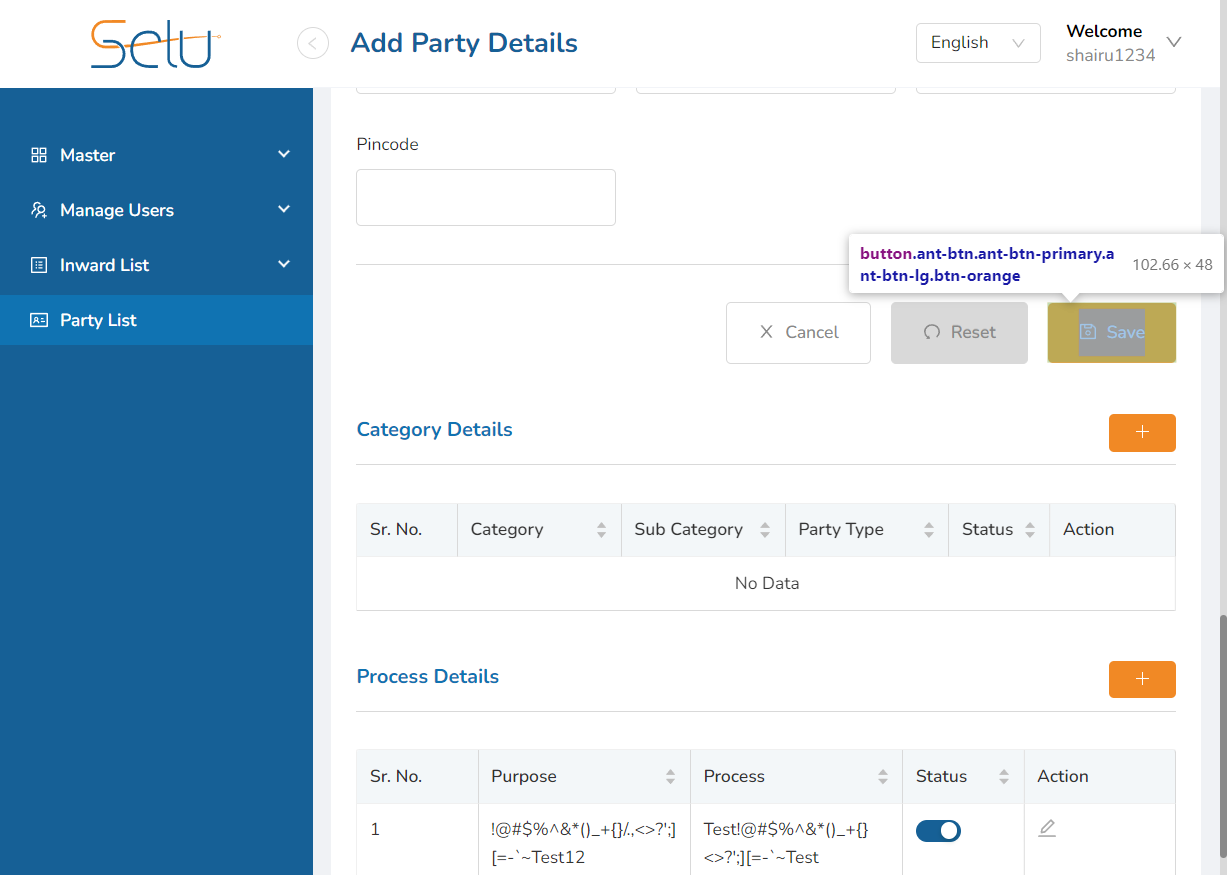 Selu
Add Party Details
English
Welcome
shairu1234
Master
Manage Users
Inward List
Party List
Pincode
button.ant-btn.ant-btn-primary.a
nt-btn-lg.btn-orange
102.66 × 48
Cancel
Reset
Save
Category Details
Sr. No. Category Sub Category Party Type Status Action
No Data
Process Details
Sr. No. Purpose Process Status Action
1 !@#$%^&*()_+{}/.,<>?';] Test!@#$%^&*()_+{}
[=-`~Test12 <>?';][=-`~Test